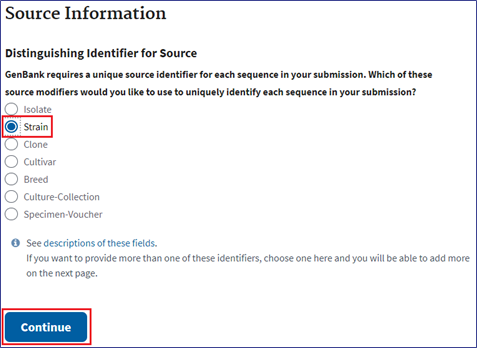 Source Information
Distinguishing Identifier for Source
GenBank requires a unique source identifier for each sequence in your submission. Which of these
source modifiers would you like to use to uniquely identify each sequence in your submission?
Isolate
Strain
Clone
Cultivar
Breed
Culture-Collection
Specimen-Voucher
See descriptions of these fields.
If you want to provide more than one of these identifiers, choose one here and you will be able to add more
on the next page.
Continue